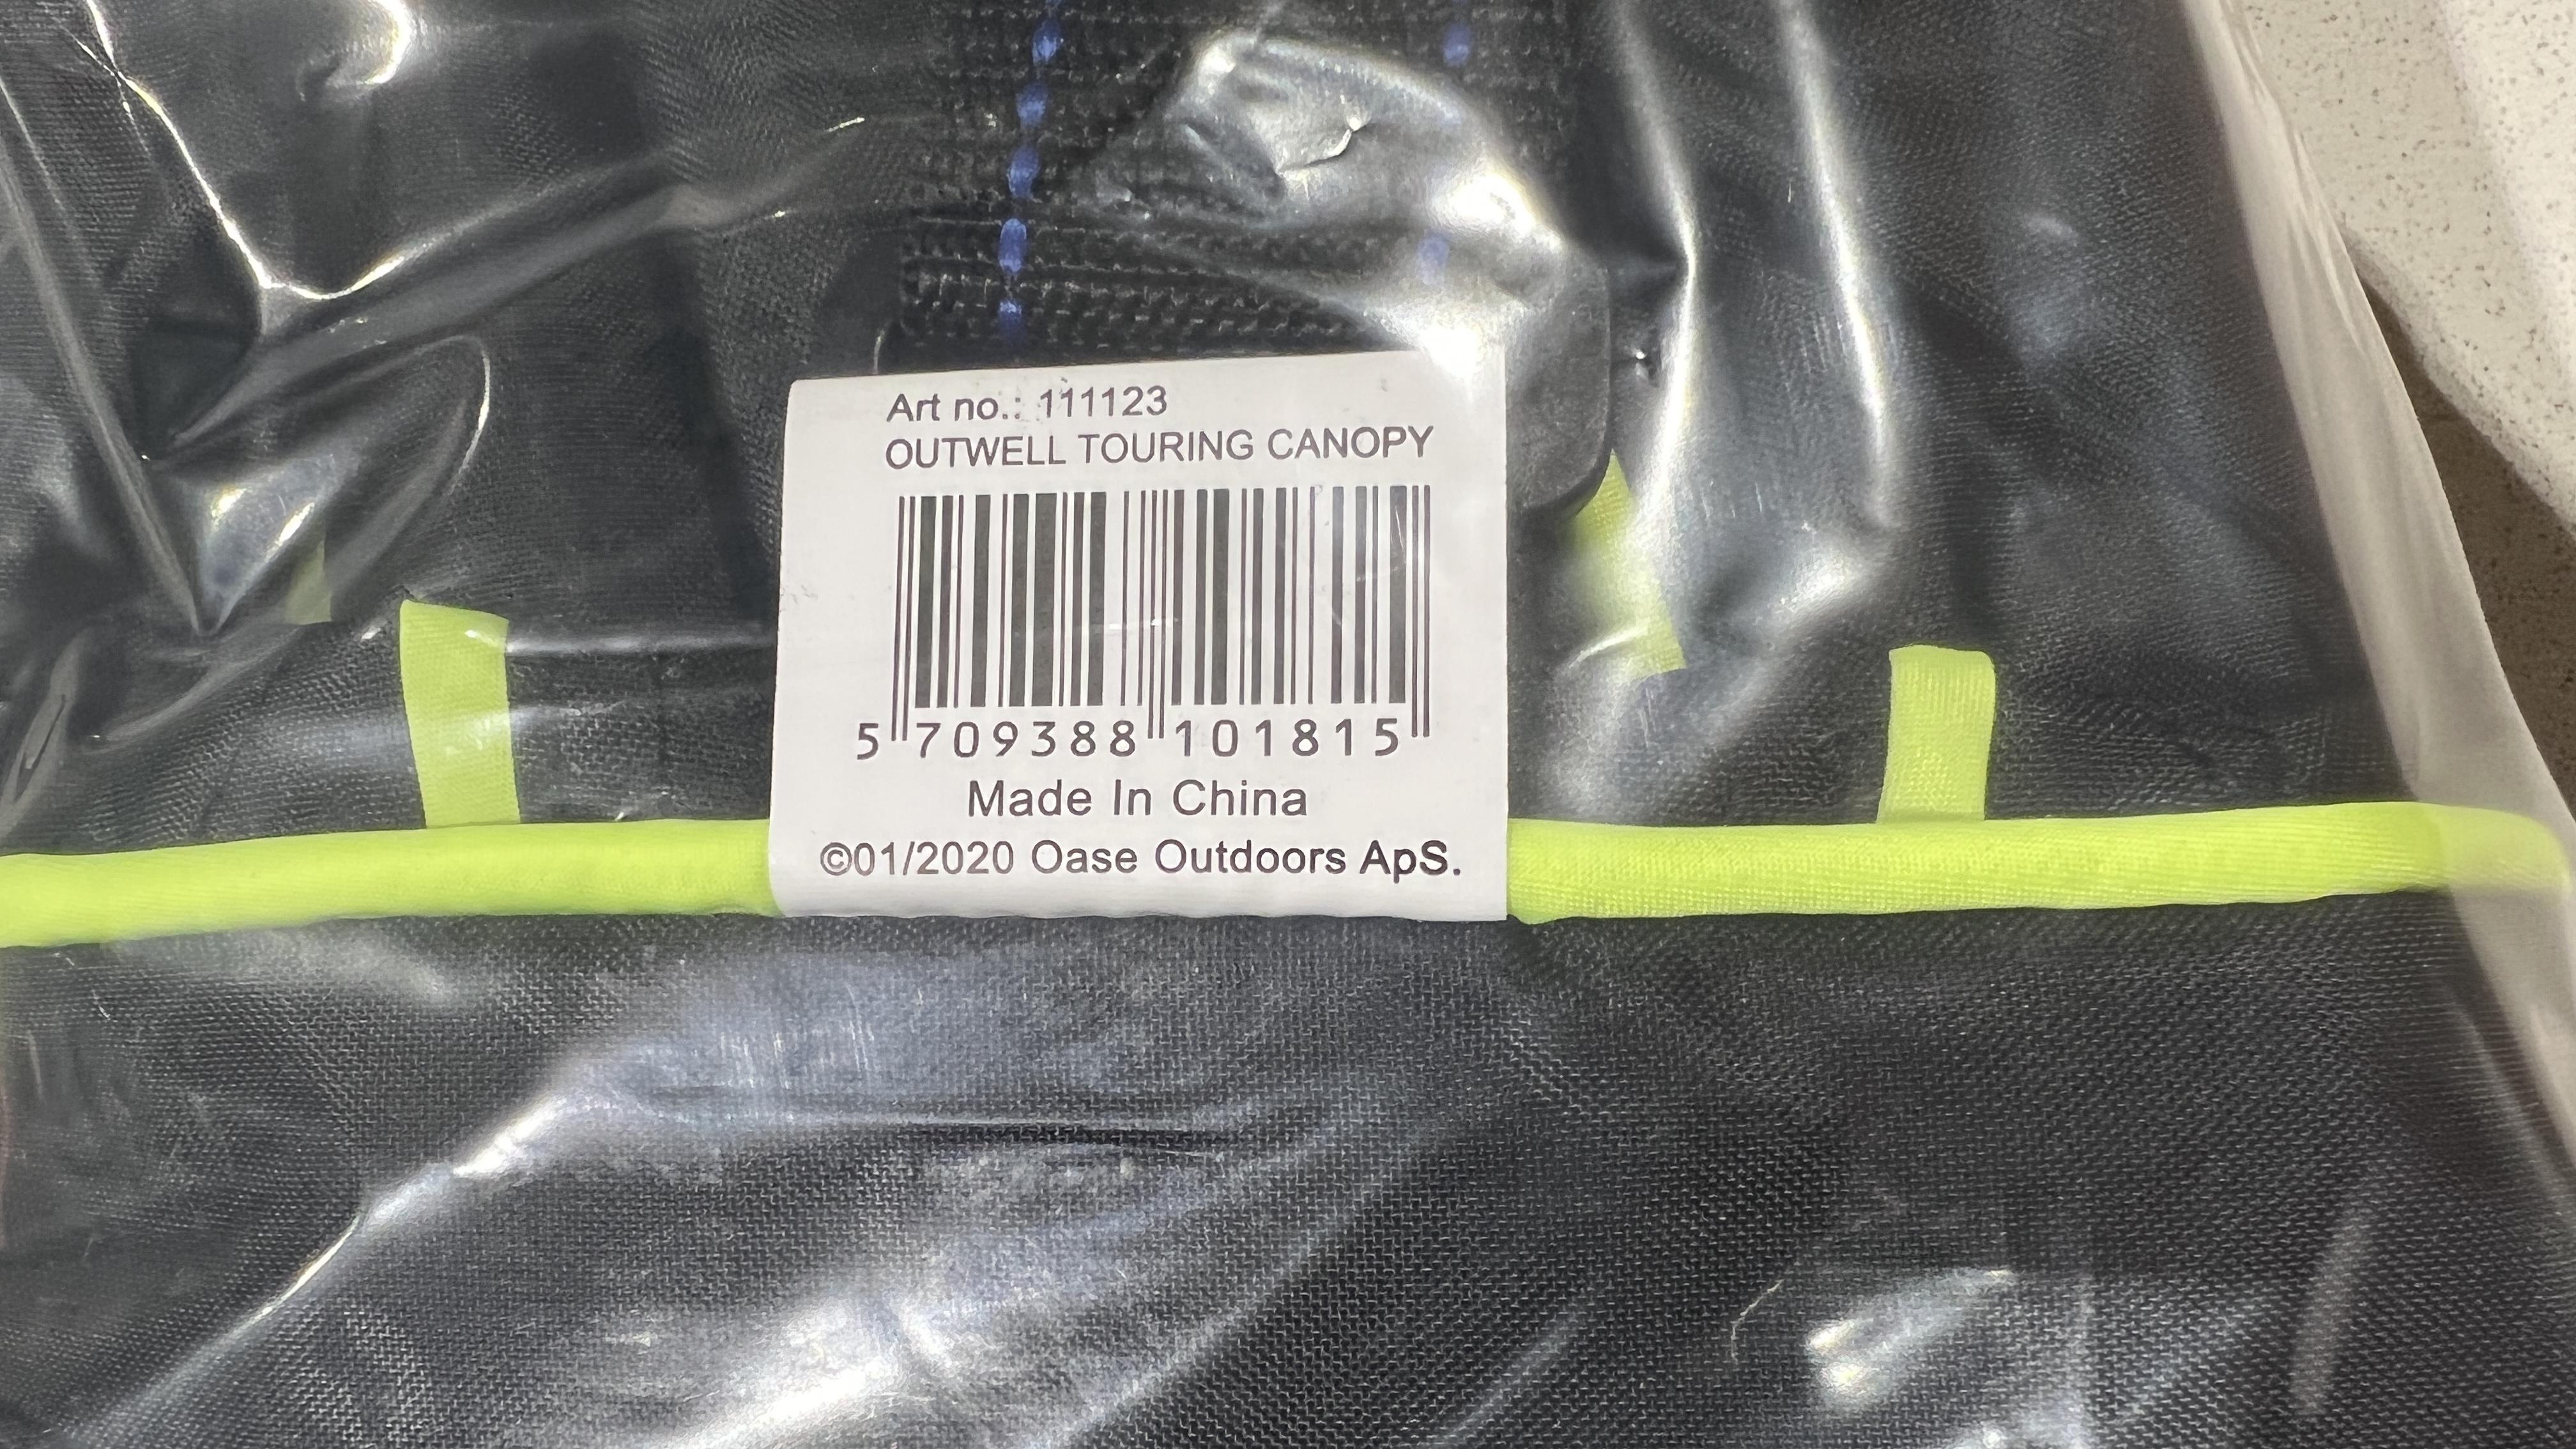 Art no.: 111123
OUTWELL TOURING CANOPY
5 709388 101815
Made In China
©01/2020 Oase Outdoors ApS.